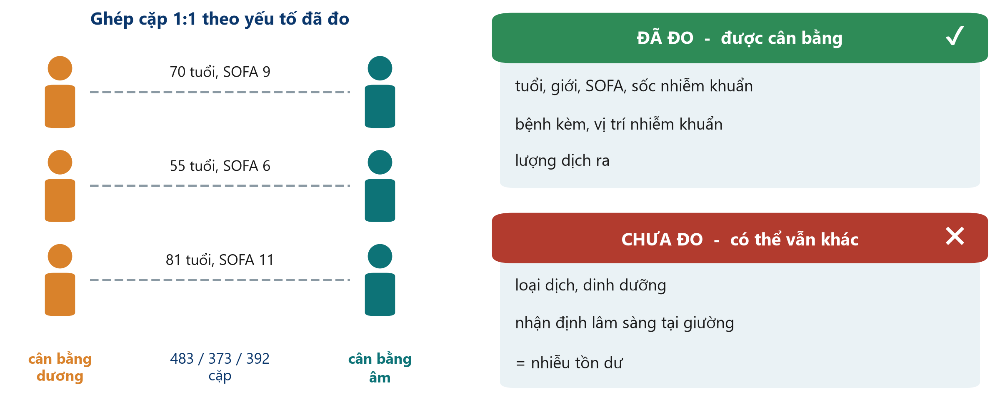 Ghép cặp 1:1 theo yếu tố đã đo
70 tuổi, SOFA 9
55 tuổi, SOFA 6
81 tuổi, SOFA 11
cân bằng
dương
483 / 373 / 392
cặp
cân bằng
âm
ĐÃ ĐO - được cân bằng ✓
tuổi, giới, SOFA, sốc nhiễm khuẩn
bệnh kèm, vị trí nhiễm khuẩn
lượng dịch ra
CHƯA ĐO - có thể vẫn khác ✕
loại dịch, dinh dưỡng
nhận định lâm sàng tại giường
= nhiễu tồn dư